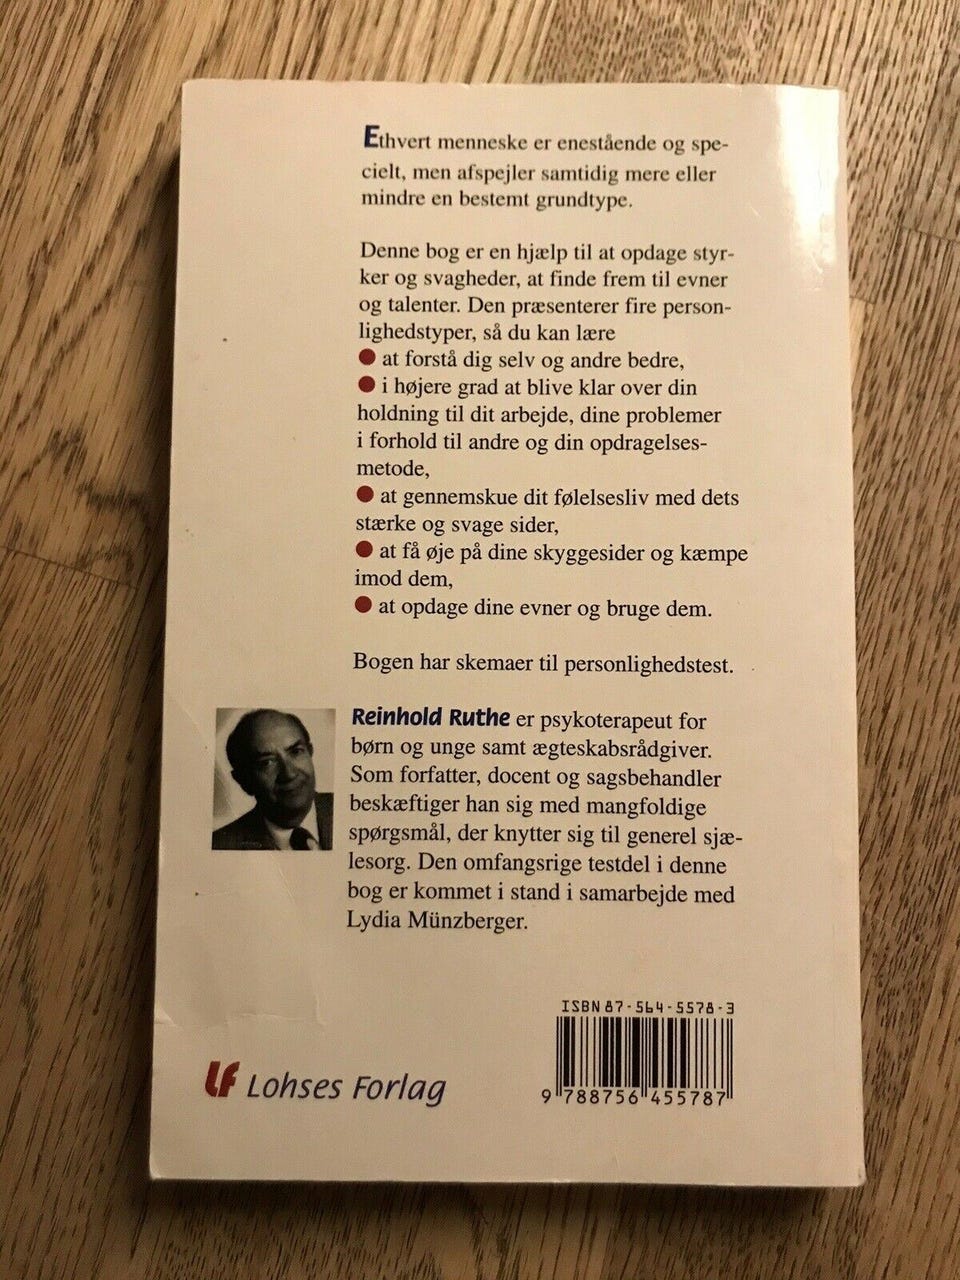 Ethvert menneske er enestående og spe-
cielt, men afspejler samtidig mere eller
mindre en bestemt grundtype.
Denne bog er en hjælp til at opdage styr-
ker og svagheder, at finde frem til evner
og talenter. Den præsenterer fire person-
lighedstyper, så du kan lære
● at forstå dig selv og andre bedre,
● i højere grad at blive klar over din
holdning til dit arbejde, dine problemer
i forhold til andre og din opdragelses-
metode,
● at gennemskue dit følelsesliv med dets
stærke og svage sider,
● at få øje på dine skyggesider og kæmpe
imod dem,
● at opdage dine evner og bruge dem.
Bogen har skemaer til personlighedstest.
Reinhold Ruthe er psykoterapeut for
børn og unge samt ægteskabsrådgiver.
Som forfatter, docent og sagsbehandler
beskæftiger han sig med mangfoldige
spørgsmål, der knytter sig til generel sjæ-
lesorg. Den omfangsrige testdel i denne
bog er kommet i stand i samarbejde med
Lydia Münzberger.
ISBN 87-564-5578-3
9 788756 455787
LF Lohses Forlag